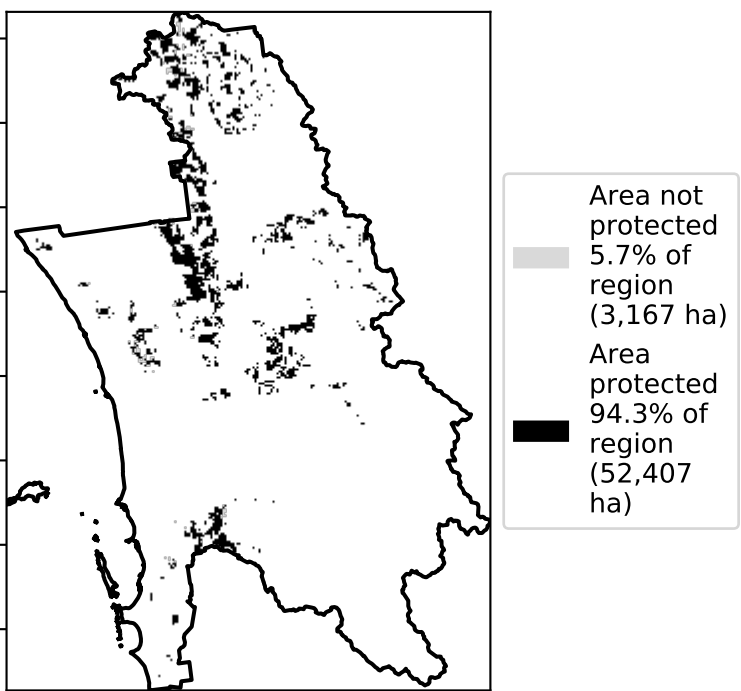 Area not
protected
5.7% of
region
(3,167 ha)
Area
protected
94.3% of
region
(52,407
ha)